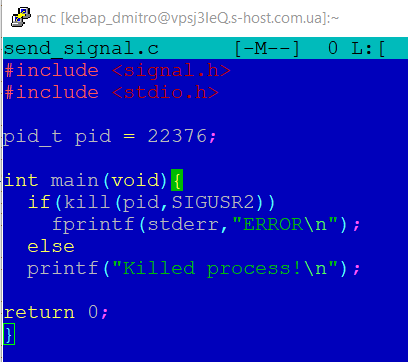 mc [kebap_dmitro@vpsj3IeQ.s-host.com.ua]:~
send_signal.c [-M--] 0 L:[
#include <signal.h>
#include <stdio.h>
pid_t pid = 22376;
int main(void){
if(kill(pid,SIGUSR2))
fprintf(stderr,"ERROR\n");
else
printf("Killed process!\n");
return 0;
}